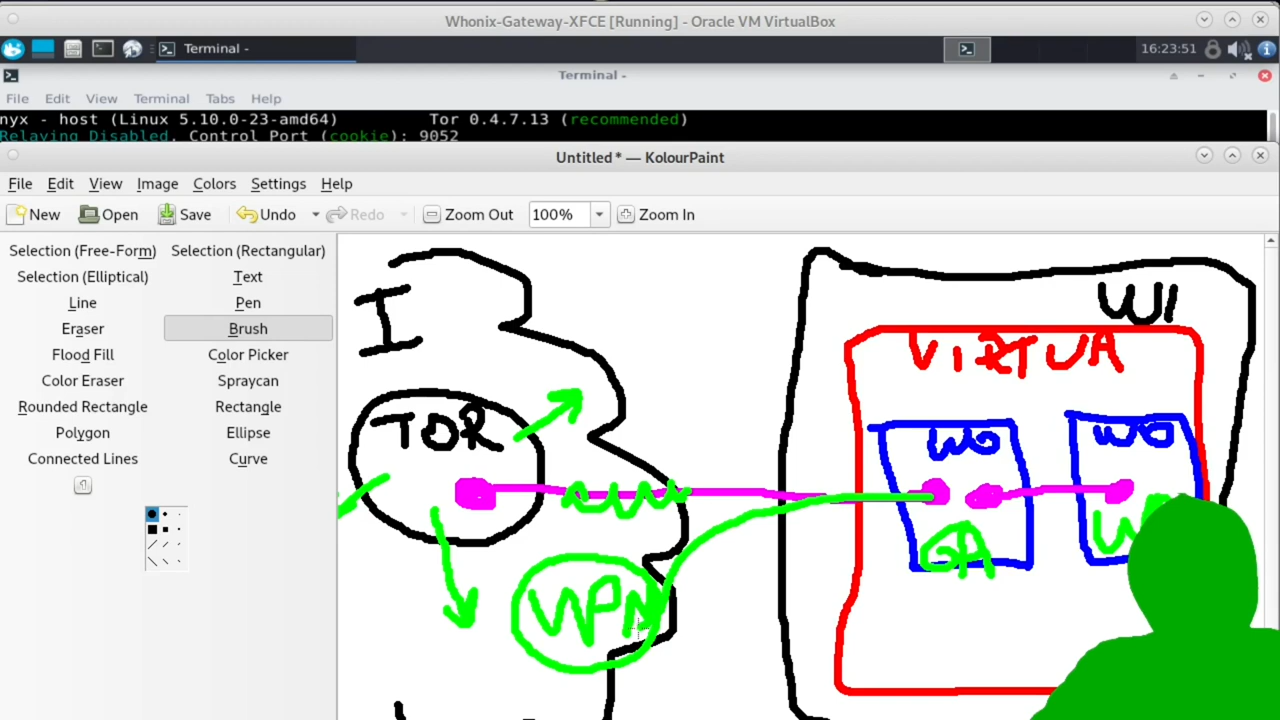 Whonix-Gateway-XFCE [Running] - Oracle VM VirtualBox
Terminal -
16:23:51
Terminal -
File Edit View Terminal Tabs Help
nyx - host (Linux 5.10.0-23-amd64) Tor 0.4.7.13 (recommended)
Relaying Disabled, Control Port (cookie): 9052
Untitled * — KolourPaint
File Edit View Image Colors Settings Help
New Open Save Undo Redo Zoom Out 100% Zoom In
Selection (Free-Form) Selection (Rectangular)
Selection (Elliptical) Text
Line Pen
Eraser Brush
Flood Fill Color Picker
Color Eraser Spraycan
Rounded Rectangle Rectangle
Polygon Ellipse
Connected Lines Curve
I
WI
VIRTUA
TOR
WO WO
GA
VPN